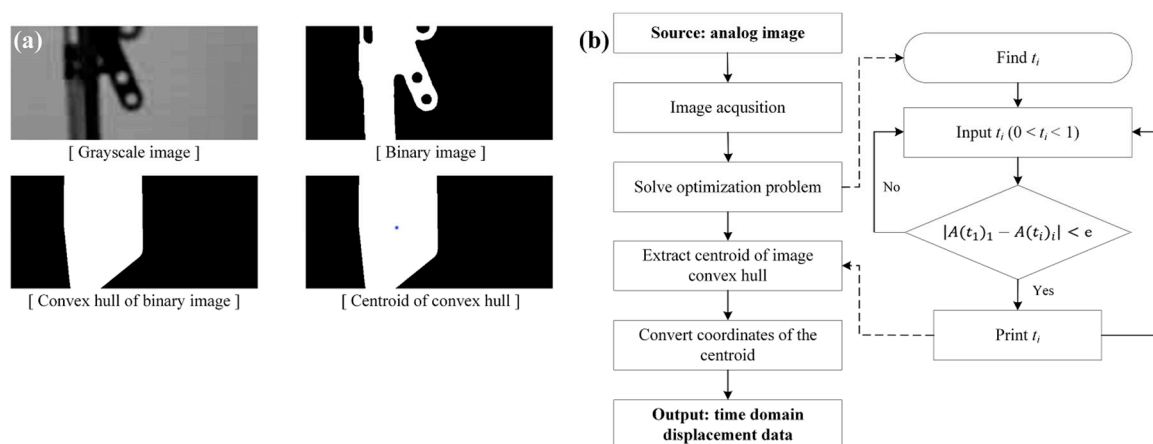 (a)
[ Grayscale image ]
[ Binary image ]
[ Convex hull of binary image ]
[ Centroid of convex hull ]
(b)
Source: analog image
Image acqusition
Solve optimization problem
Extract centroid of image
convex hull
Convert coordinates of the
centroid
Output: time domain
displacement data
Find tᵢ
Input tᵢ (0 < tᵢ < 1)
No
|A(t₁)₁ − A(tᵢ)ᵢ| < e
Yes
Print tᵢ